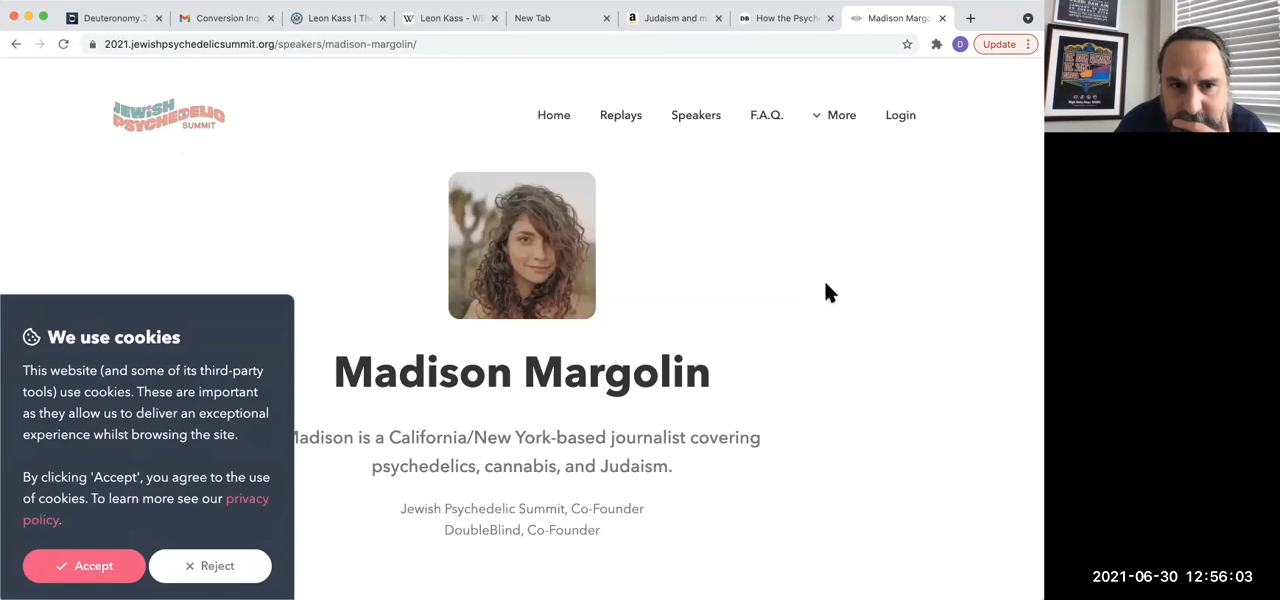 Deuteronomy.2
Conversion Inq
Leon Kass | The
Leon Kass - Wi
New Tab
Judaism and m
How the Psych
Madison Margo
2021.jewishpsychedelicsummit.org/speakers/madison-margolin/
D
Update
JEWISH
PSYCHEDELIC
SUMMIT
Home
Replays
Speakers
F.A.Q.
More
Login
Madison Margolin
Madison is a California/New York-based journalist covering
psychedelics, cannabis, and Judaism.
Jewish Psychedelic Summit, Co-Founder
DoubleBlind, Co-Founder
We use cookies
This website (and some of its third-party
tools) use cookies. These are important
as they allow us to deliver an exceptional
experience whilst browsing the site.
By clicking 'Accept', you agree to the use
of cookies. To learn more see our privacy
policy.
Accept
Reject
2021-06-30 12:56:03